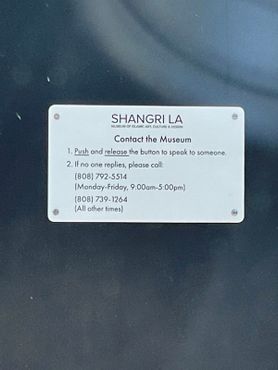 SHANGRI LA
MUSEUM OF ISLAMIC ART, CULTURE & DESIGN
Contact the Museum
1. Push and release the button to speak to someone.
2. If no one replies, please call:
(808) 792-5514
(Monday-Friday, 9:00am-5:00pm)
(808) 739-1264
(All other times)